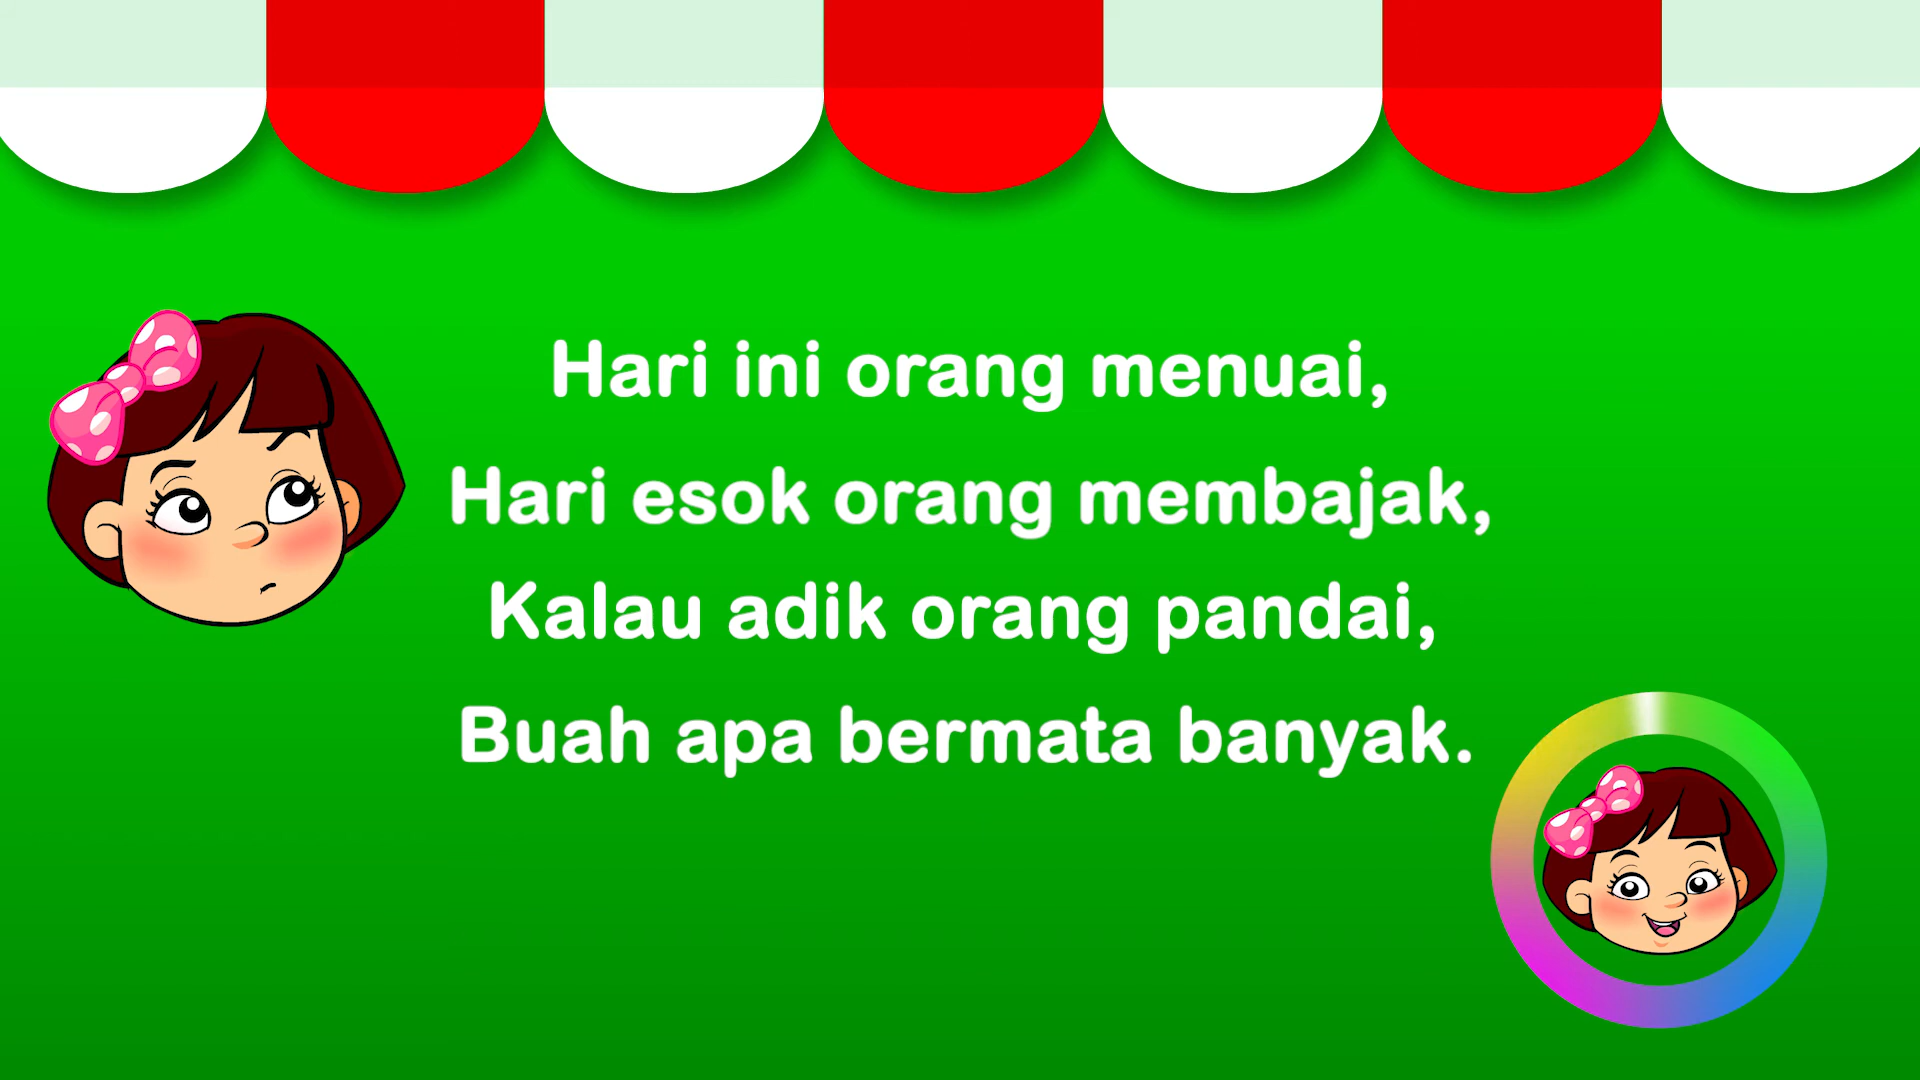 Hari ini orang menuai,
Hari esok orang membajak,
Kalau adik orang pandai,
Buah apa bermata banyak.